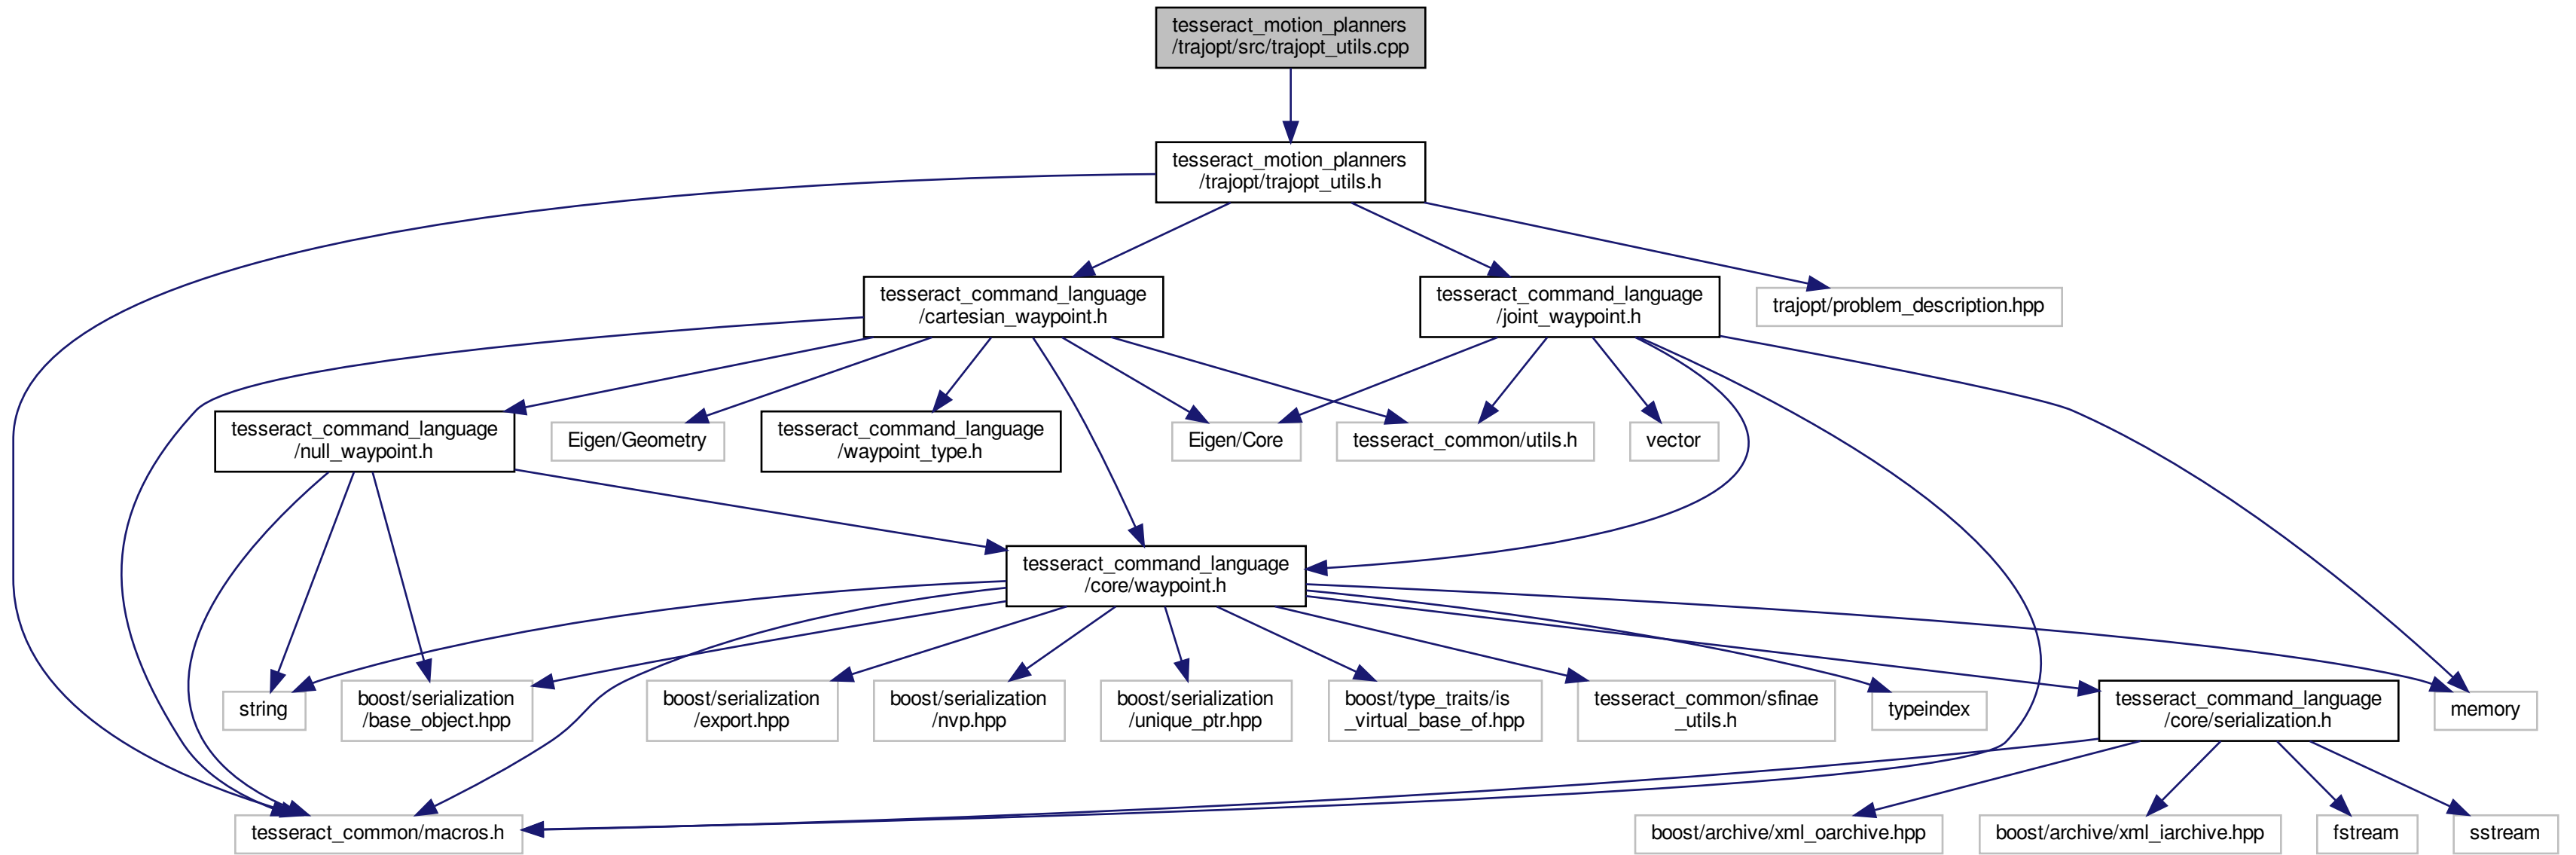 tesseract_motion_planners
/trajopt/src/trajopt_utils.cpp
tesseract_motion_planners
/trajopt/trajopt_utils.h
tesseract_command_language
/cartesian_waypoint.h
tesseract_command_language
/joint_waypoint.h
trajopt/problem_description.hpp
tesseract_command_language
/null_waypoint.h
Eigen/Geometry
tesseract_command_language
/waypoint_type.h
Eigen/Core
tesseract_common/utils.h
vector
tesseract_command_language
/core/waypoint.h
string
boost/serialization
/base_object.hpp
boost/serialization
/export.hpp
boost/serialization
/nvp.hpp
boost/serialization
/unique_ptr.hpp
boost/type_traits/is
_virtual_base_of.hpp
tesseract_common/sfinae
_utils.h
typeindex
tesseract_command_language
/core/serialization.h
memory
tesseract_common/macros.h
boost/archive/xml_oarchive.hpp
boost/archive/xml_iarchive.hpp
fstream
sstream